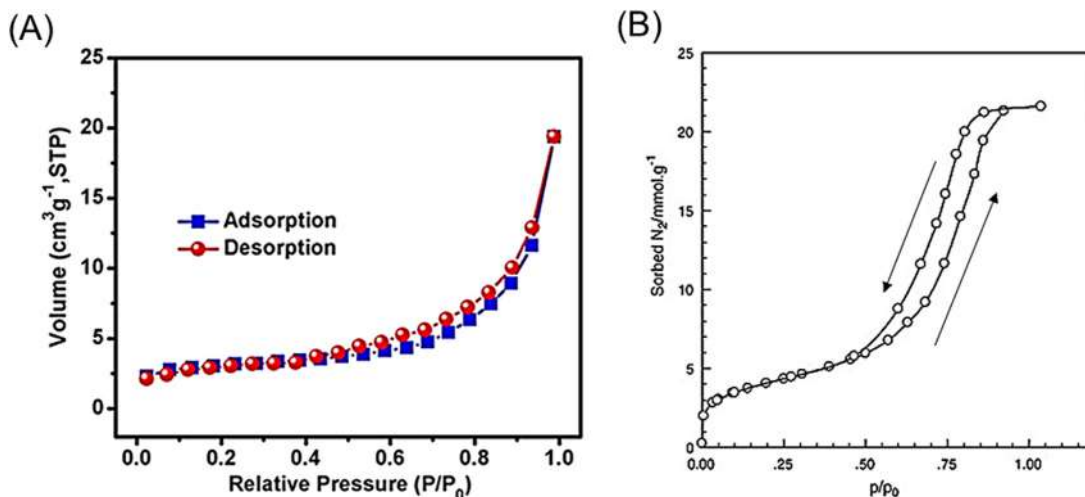 (A)
25
20
15
10
5
0
Volume (cm³g⁻¹,STP)
Adsorption
Desorption
0.0 0.2 0.4 0.6 0.8 1.0
Relative Pressure (P/P₀)
(B)
25
20
15
10
5
0
Sorbed N₂/mmol.g⁻¹
0.00 .25 .50 .75 1.00
p/p₀